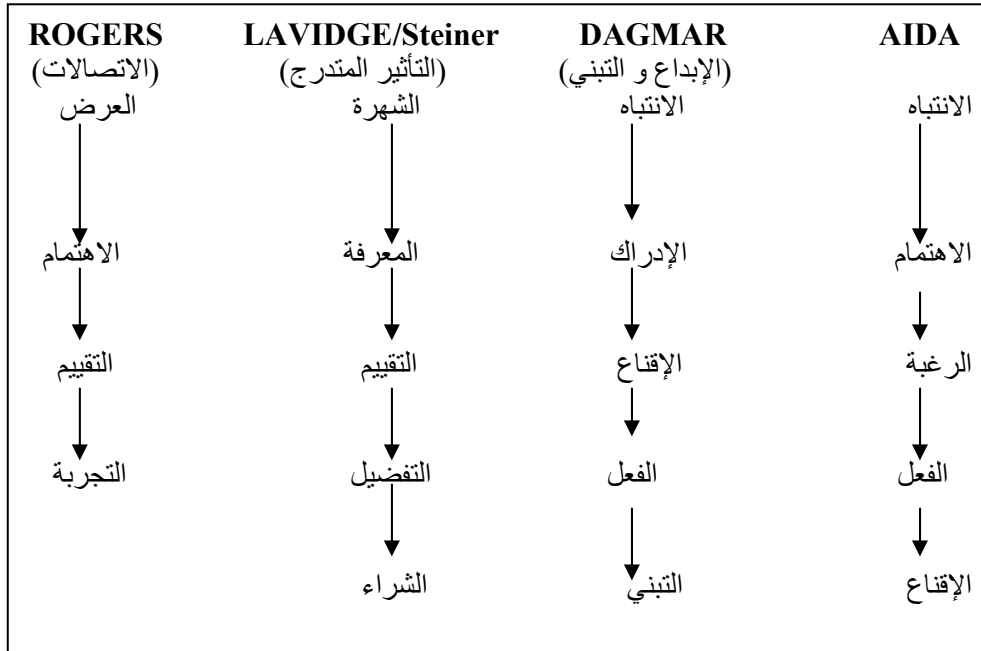 ROGERS LAVIDGE/Steiner DAGMAR AIDA
(الاتصالات) (التأثير المتدرج) (الإبداع و التبني)
العرض الشهرة الانتباه الانتباه
الاهتمام المعرفة الإدراك الاهتمام
التقييم التقييم الإقناع الرغبة
التجربة التفضيل الفعل الفعل
الشراء التبني الإقناع